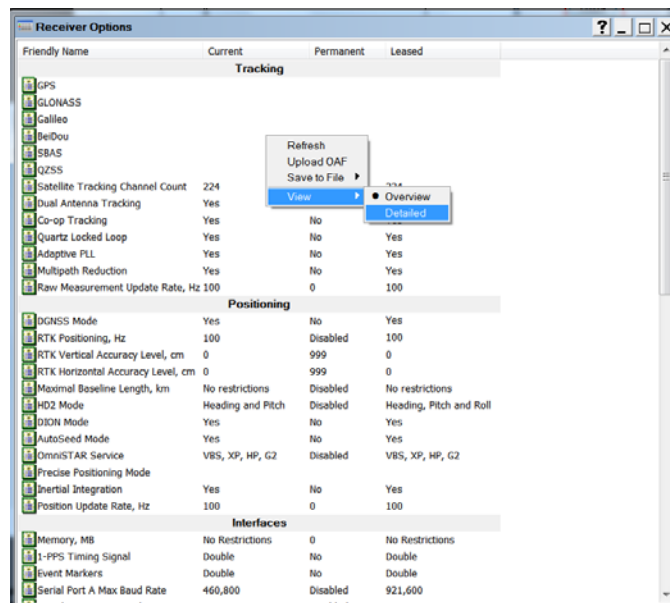 Receiver Options
Friendly Name Current Permanent Leased
Tracking
GPS
GLONASS
Galileo
BeiDou
SBAS
QZSS
Satellite Tracking Channel Count 224 224
Dual Antenna Tracking Yes
Co-op Tracking Yes No Yes
Quartz Locked Loop Yes No Yes
Adaptive PLL Yes No Yes
Multipath Reduction Yes No Yes
Raw Measurement Update Rate, Hz 100 0 100
Refresh
Upload OAF
Save to File
View
Overview
Detailed
Positioning
DGNSS Mode Yes No Yes
RTK Positioning, Hz 100 Disabled 100
RTK Vertical Accuracy Level, cm 0 999 0
RTK Horizontal Accuracy Level, cm 0 999 0
Maximal Baseline Length, km No restrictions Disabled No restrictions
HD2 Mode Heading and Pitch Disabled Heading, Pitch and Roll
DION Mode Yes No Yes
AutoSeed Mode Yes No Yes
OmniSTAR Service VBS, XP, HP, G2 Disabled VBS, XP, HP, G2
Precise Positioning Mode
Inertial Integration Yes No Yes
Position Update Rate, Hz 100 0 100
Interfaces
Memory, MB No Restrictions 0 No Restrictions
1-PPS Timing Signal Double No Double
Event Markers Double No Double
Serial Port A Max Baud Rate 460,800 Disabled 921,600